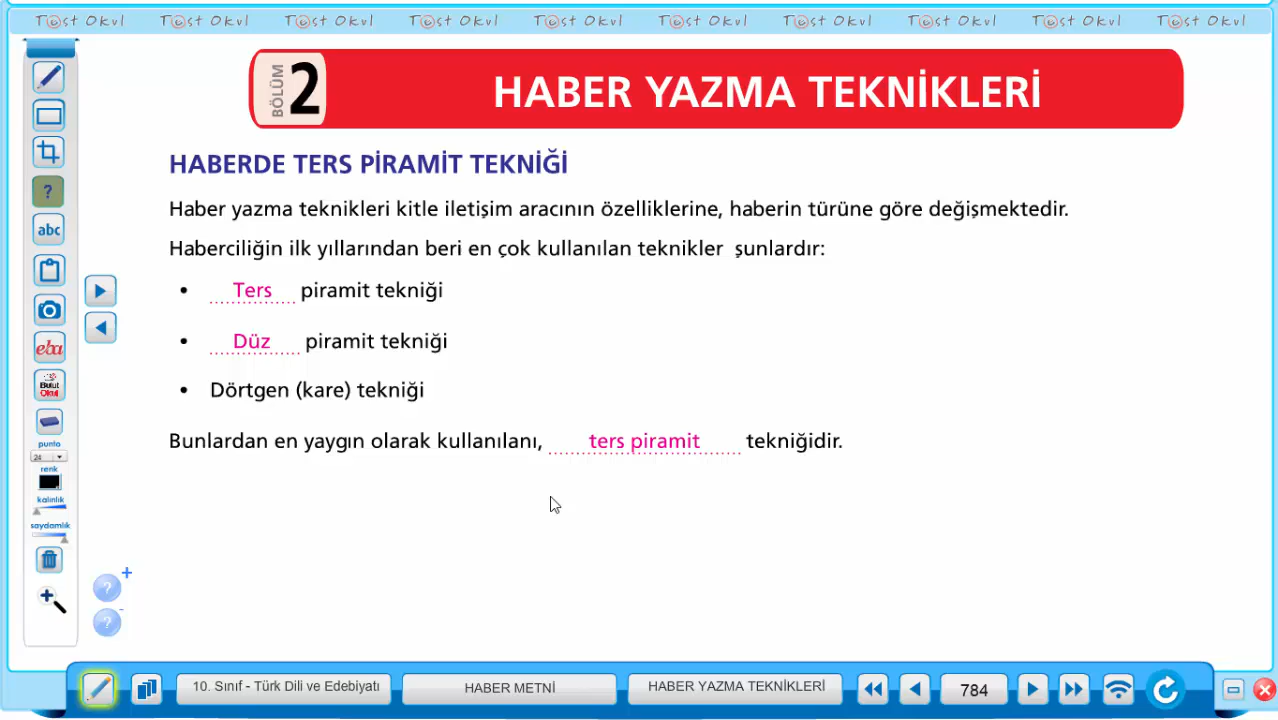 Test Okul Test Okul Test Okul Test Okul Test Okul Test Okul Test Okul Test Okul Test Okul Test Okul
BÖLÜM 2 HABER YAZMA TEKNİKLERİ
HABERDE TERS PİRAMİT TEKNİĞİ
Haber yazma teknikleri kitle iletişim aracının özelliklerine, haberin türüne göre değişmektedir.
Haberciliğin ilk yıllarından beri en çok kullanılan teknikler şunlardır:
• Ters piramit tekniği
• Düz piramit tekniği
• Dörtgen (kare) tekniği
Bunlardan en yaygın olarak kullanılanı, ters piramit tekniğidir.
?
abc
eba
Bulut
Okul
punto
24
renk
kalınlık
saydamlık
? +
? -
10. Sınıf - Türk Dili ve Edebiyatı HABER METNİ HABER YAZMA TEKNİKLERİ 784